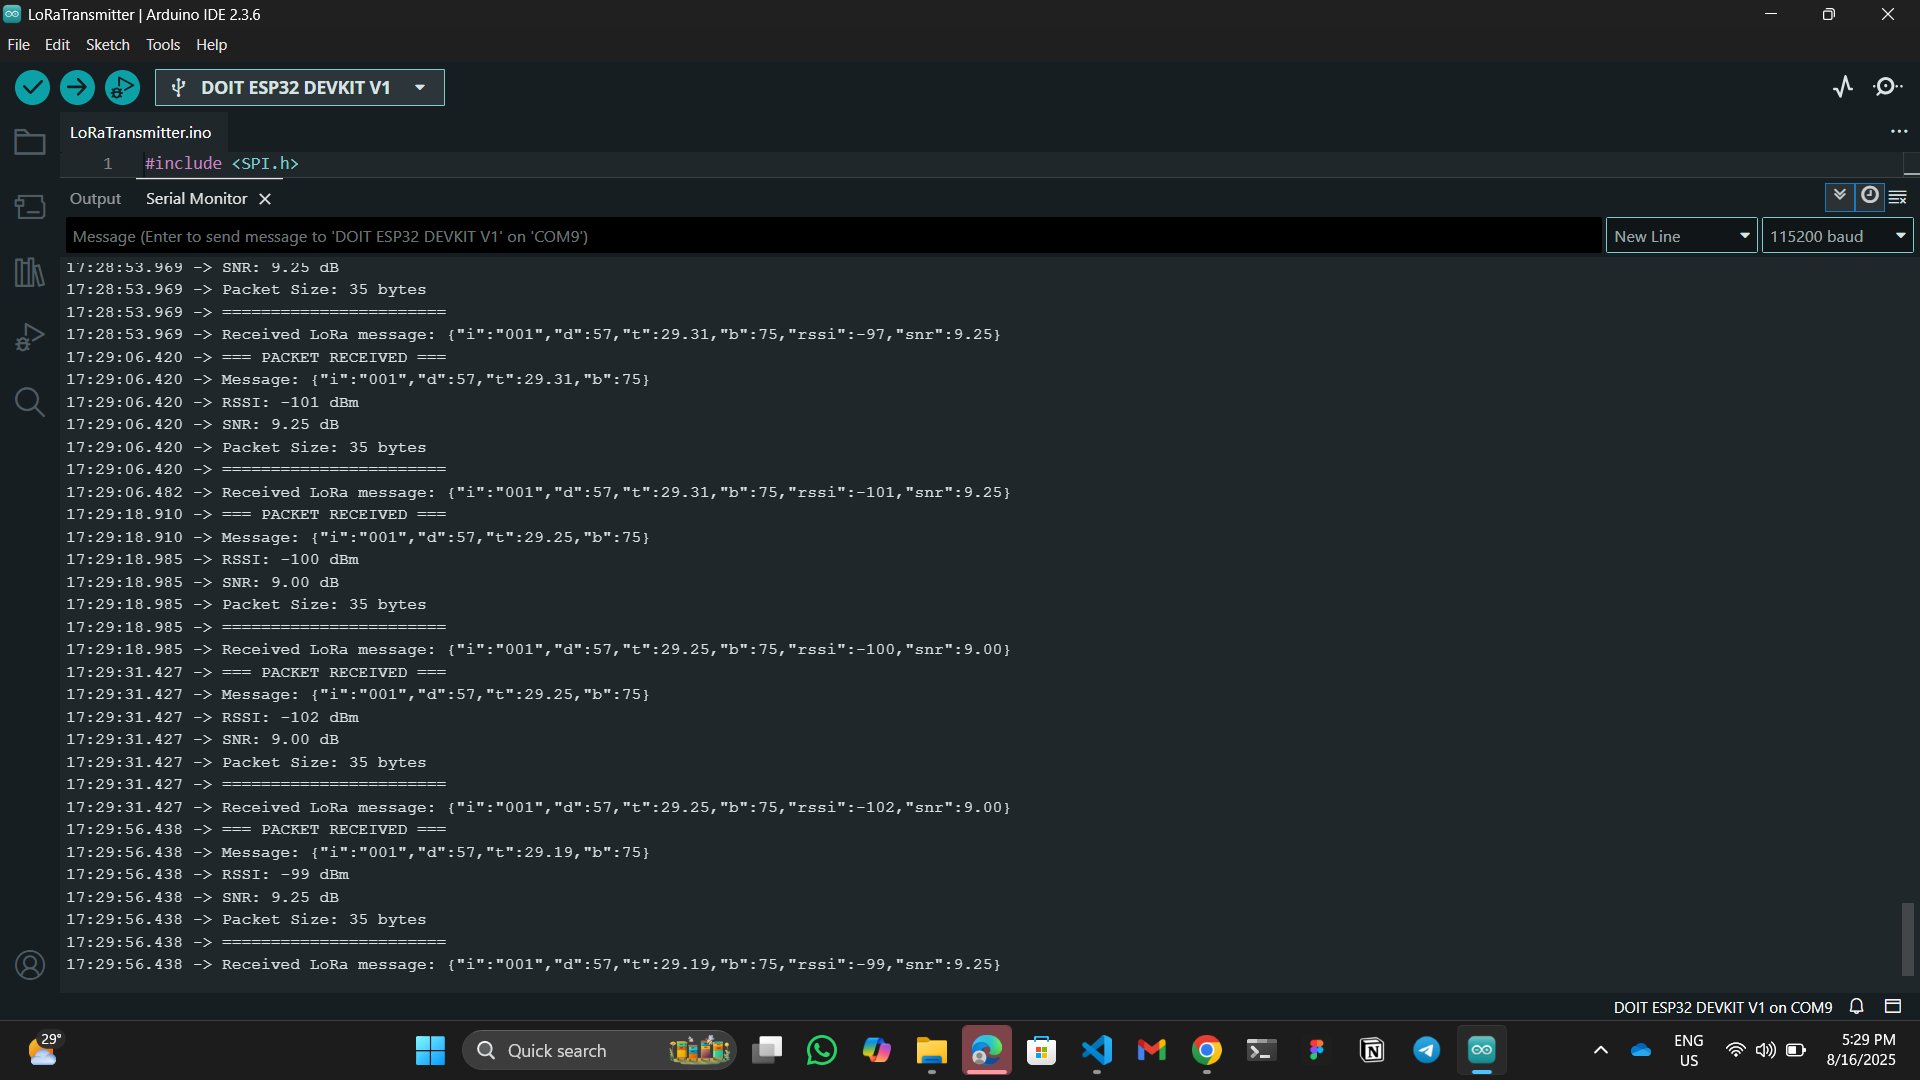 LoRaTransmitter | Arduino IDE 2.3.6
File Edit Sketch Tools Help
DOIT ESP32 DEVKIT V1
LoRaTransmitter.ino
1 #include <SPI.h>
Output Serial Monitor
Message (Enter to send message to 'DOIT ESP32 DEVKIT V1' on 'COM9')
New Line
115200 baud
17:28:53.969 -> SNR: 9.25 dB
17:28:53.969 -> Packet Size: 35 bytes
17:28:53.969 -> =======================
17:28:53.969 -> Received LoRa message: {"i":"001","d":57,"t":29.31,"b":75,"rssi":-97,"snr":9.25}
17:29:06.420 -> === PACKET RECEIVED ===
17:29:06.420 -> Message: {"i":"001","d":57,"t":29.31,"b":75}
17:29:06.420 -> RSSI: -101 dBm
17:29:06.420 -> SNR: 9.25 dB
17:29:06.420 -> Packet Size: 35 bytes
17:29:06.420 -> =======================
17:29:06.482 -> Received LoRa message: {"i":"001","d":57,"t":29.31,"b":75,"rssi":-101,"snr":9.25}
17:29:18.910 -> === PACKET RECEIVED ===
17:29:18.910 -> Message: {"i":"001","d":57,"t":29.25,"b":75}
17:29:18.985 -> RSSI: -100 dBm
17:29:18.985 -> SNR: 9.00 dB
17:29:18.985 -> Packet Size: 35 bytes
17:29:18.985 -> =======================
17:29:18.985 -> Received LoRa message: {"i":"001","d":57,"t":29.25,"b":75,"rssi":-100,"snr":9.00}
17:29:31.427 -> === PACKET RECEIVED ===
17:29:31.427 -> Message: {"i":"001","d":57,"t":29.25,"b":75}
17:29:31.427 -> RSSI: -102 dBm
17:29:31.427 -> SNR: 9.00 dB
17:29:31.427 -> Packet Size: 35 bytes
17:29:31.427 -> =======================
17:29:31.427 -> Received LoRa message: {"i":"001","d":57,"t":29.25,"b":75,"rssi":-102,"snr":9.00}
17:29:56.438 -> === PACKET RECEIVED ===
17:29:56.438 -> Message: {"i":"001","d":57,"t":29.19,"b":75}
17:29:56.438 -> RSSI: -99 dBm
17:29:56.438 -> SNR: 9.25 dB
17:29:56.438 -> Packet Size: 35 bytes
17:29:56.438 -> =======================
17:29:56.438 -> Received LoRa message: {"i":"001","d":57,"t":29.19,"b":75,"rssi":-99,"snr":9.25}
DOIT ESP32 DEVKIT V1 on COM9
29°
Quick search
ENG
US
5:29 PM
8/16/2025